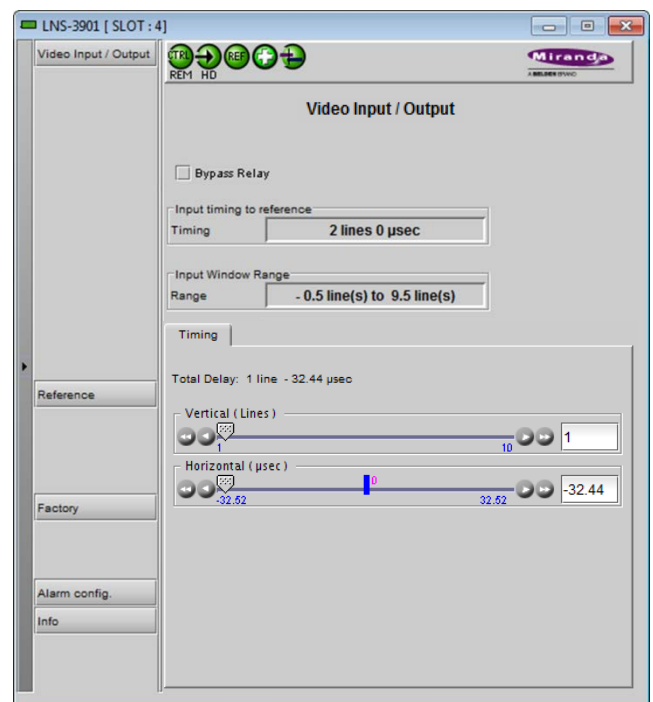 LNS-3901 [ SLOT : 4]
Video Input / Output
CTRL
REF
REM HD
Miranda
A BELDEN BRAND
Video Input / Output
Bypass Relay
Input timing to reference
Timing 2 lines 0 µsec
Input Window Range
Range - 0.5 line(s) to 9.5 line(s)
Timing
Total Delay: 1 line - 32.44 µsec
Reference
Vertical ( Lines )
1 10 1
Horizontal ( µsec )
0
-32.52 32.52 -32.44
Factory
Alarm config.
Info